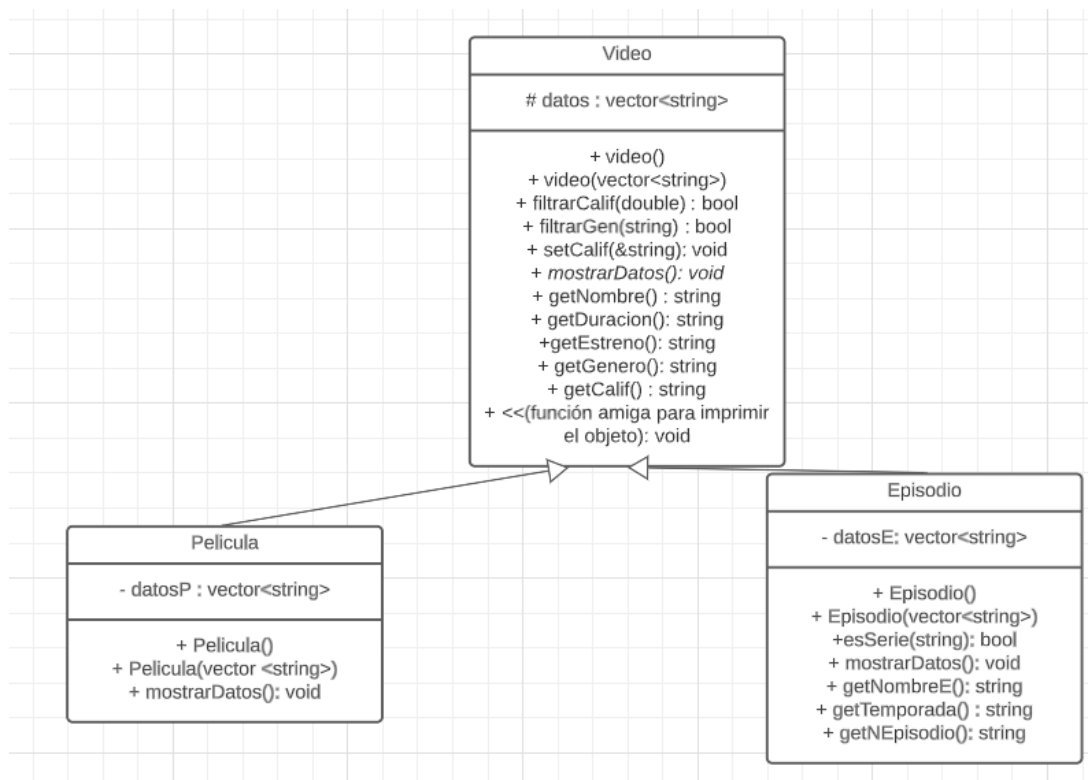 Video
# datos : vector<string>
+ video()
+ video(vector<string>)
+ filtrarCalif(double) : bool
+ filtrarGen(string) : bool
+ setCalif(&string): void
+ mostrarDatos(): void
+ getNombre() : string
+ getDuracion(): string
+getEstreno(): string
+ getGenero(): string
+ getCalif() : string
+ <<(función amiga para imprimir
el objeto): void
Pelicula
- datosP : vector<string>
+ Pelicula()
+ Pelicula(vector <string>)
+ mostrarDatos(): void
Episodio
- datosE: vector<string>
+ Episodio()
+ Episodio(vector<string>)
+esSerie(string): bool
+ mostrarDatos(): void
+ getNombreE(): string
+ getTemporada() : string
+ getNEpisodio(): string